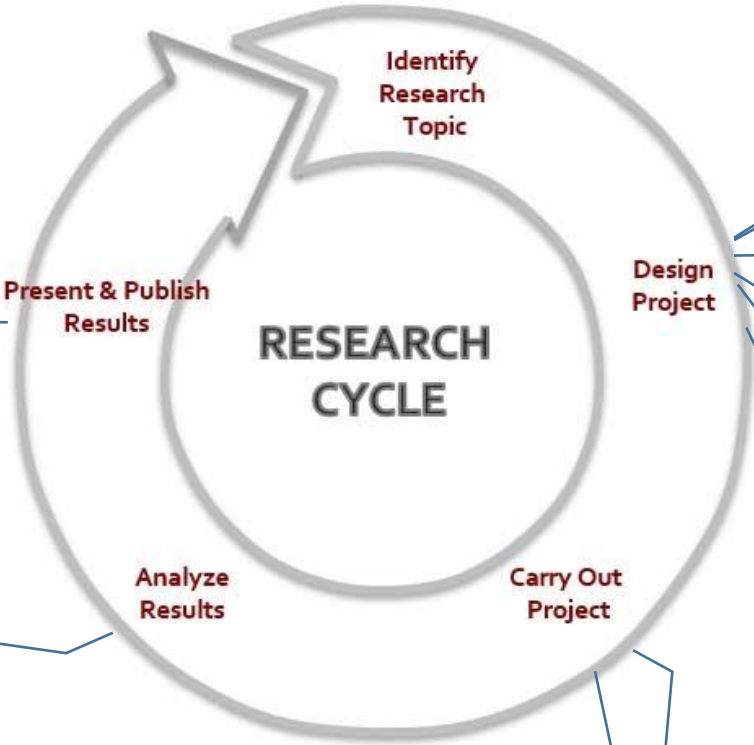 Identify
Research
Topic
Design
Project
Present & Publish
Results
RESEARCH
CYCLE
Analyze
Results
Carry Out
Project